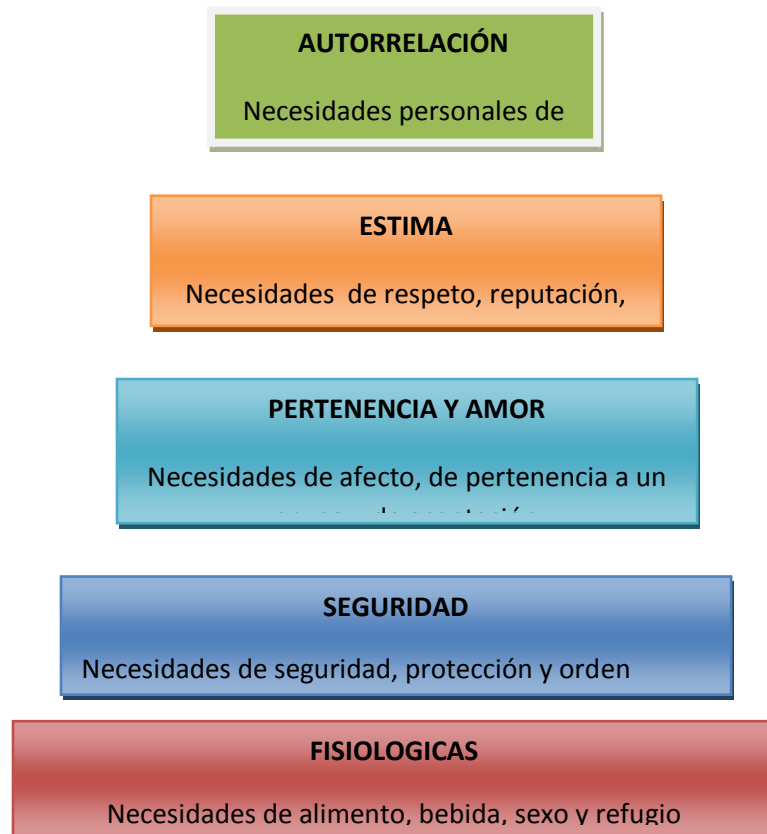 AUTORRELACIÓN
Necesidades personales de
ESTIMA
Necesidades de respeto, reputación,
PERTENENCIA Y AMOR
Necesidades de afecto, de pertenencia a un
SEGURIDAD
Necesidades de seguridad, protección y orden
FISIOLOGICAS
Necesidades de alimento, bebida, sexo y refugio